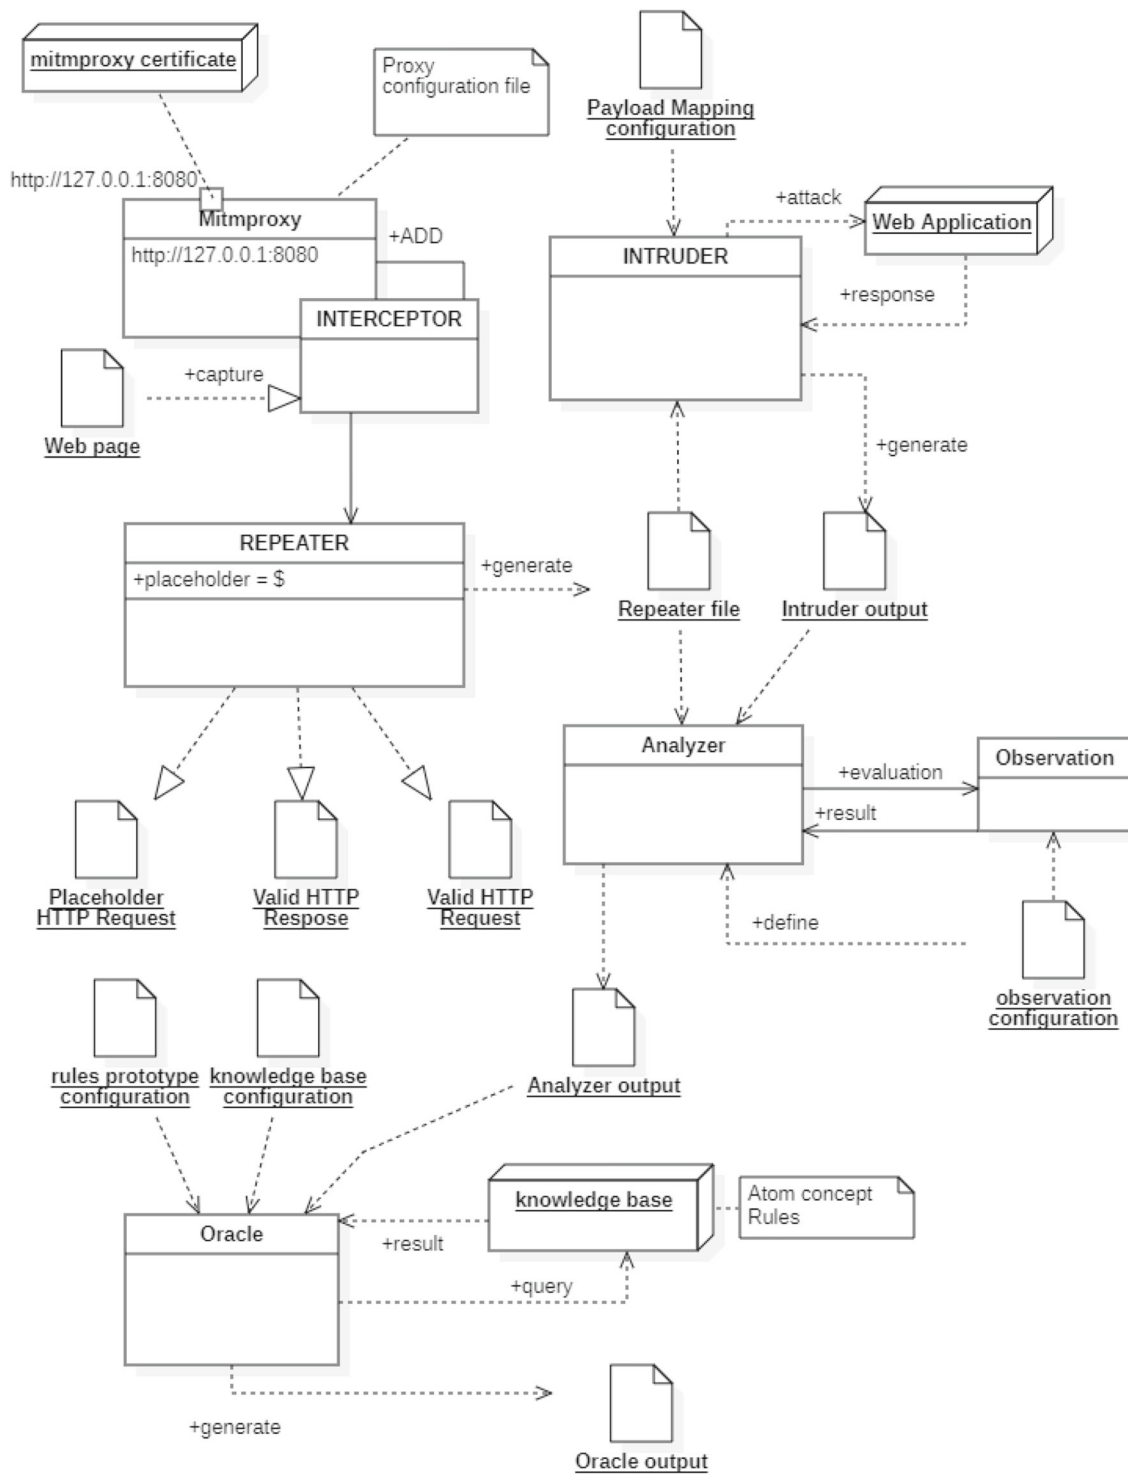 mitmproxy certificate
Proxy
configuration file
http://127.0.0.1:8080
Mitmproxy
http://127.0.0.1:8080
+ADD
INTERCEPTOR
+capture
Web page
Payload Mapping
configuration
+attack
Web Application
INTRUDER
+response
+generate
REPEATER
+placeholder = $
+generate
Repeater file
Intruder output
Placeholder
HTTP Request
Valid HTTP
Respose
Valid HTTP
Request
Analyzer
+evaluation
+result
Observation
+define
observation
configuration
rules prototype
configuration
knowledge base
configuration
Analyzer output
Oracle
+result
knowledge base
Atom concept
Rules
+query
+generate
Oracle output